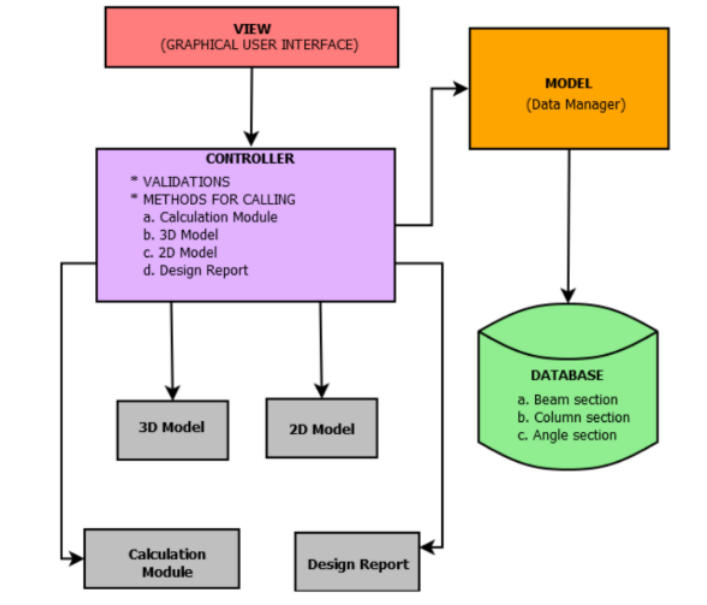 VIEW
(GRAPHICAL USER INTERFACE)
MODEL
(Data Manager)
CONTROLLER
* VALIDATIONS
* METHODS FOR CALLING
a. Calculation Module
b. 3D Model
c. 2D Model
d. Design Report
DATABASE
a. Beam section
b. Column section
c. Angle section
3D Model
2D Model
Calculation
Module
Design Report